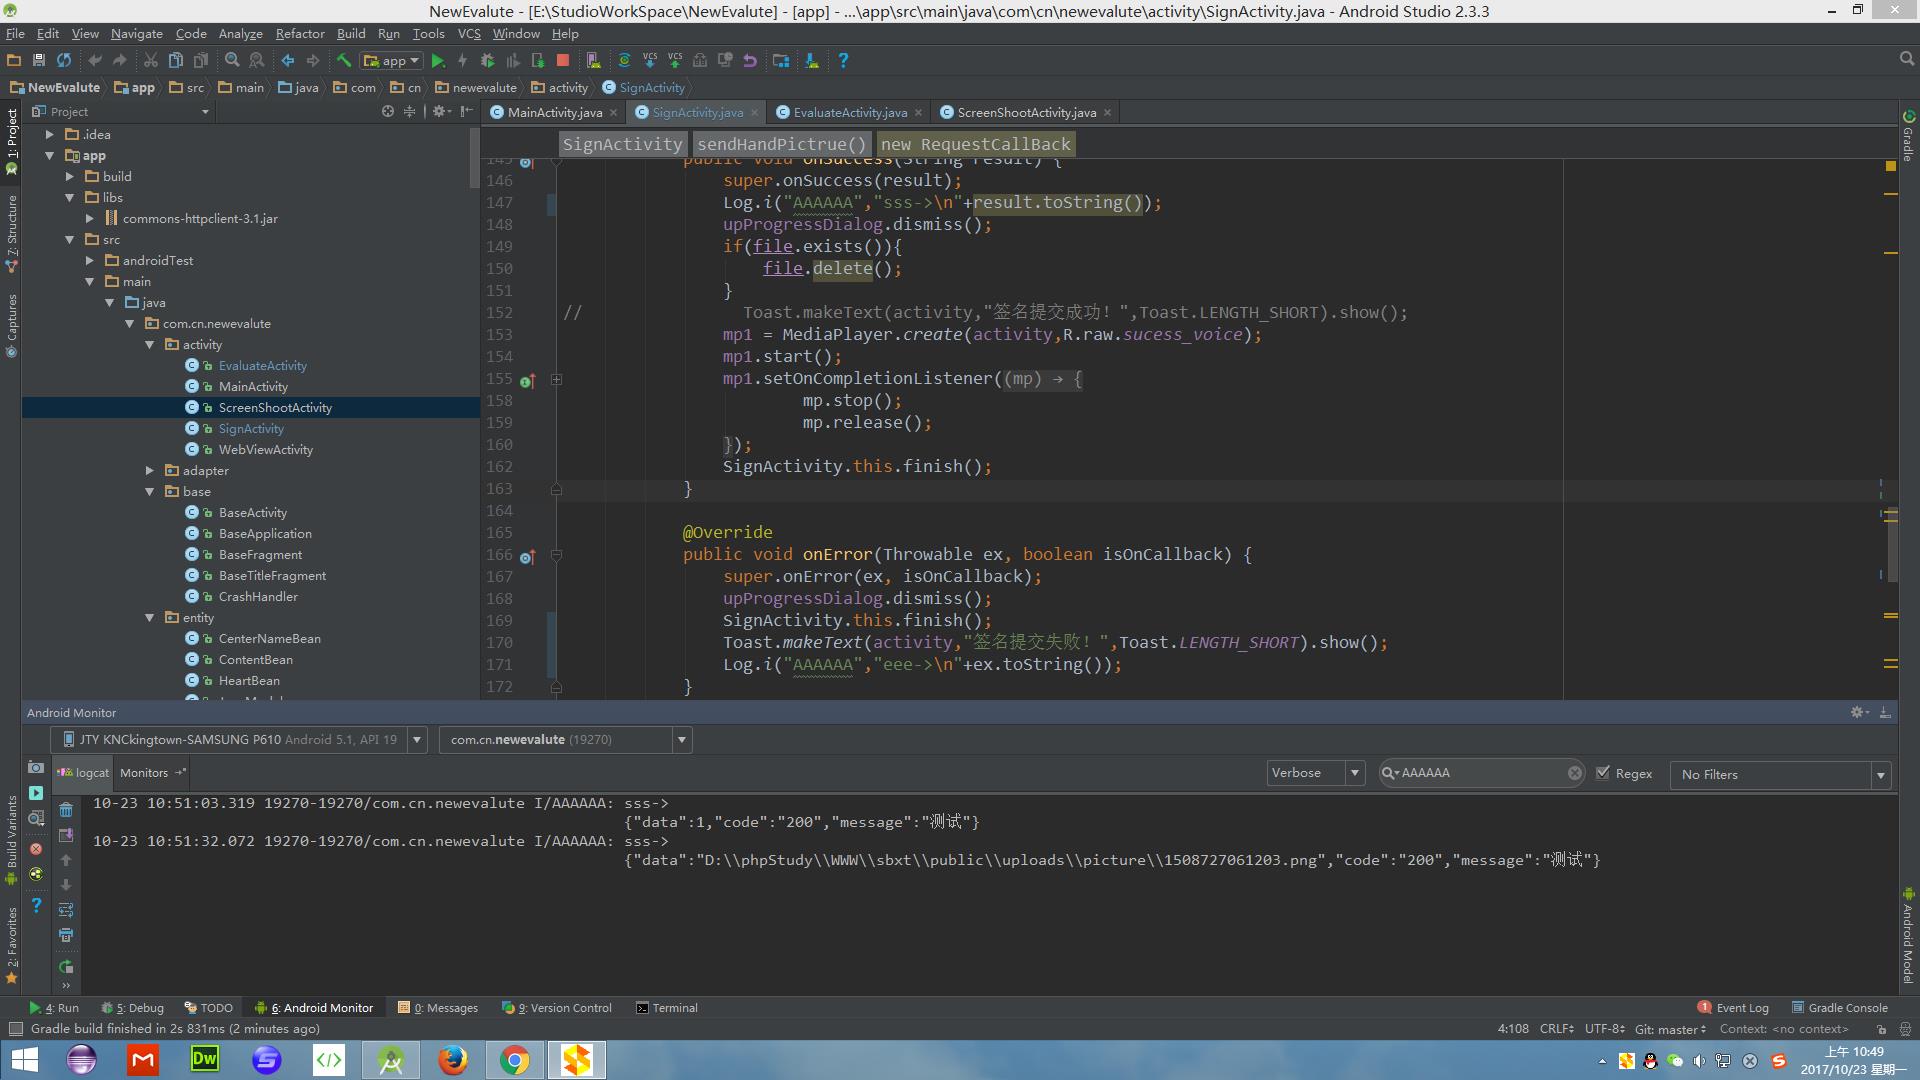 NewEvalute - [E:\StudioWorkSpace\NewEvalute] - [app] - ...\app\src\main\java\com\cn\newevalute\activity\SignActivity.java - Android Studio 2.3.3
File Edit View Navigate Code Analyze Refactor Build Run Tools VCS Window Help
app
NewEvalute app src main java com cn newevalute activity SignActivity
Project
MainActivity.java SignActivity.java EvaluateActivity.java ScreenShootActivity.java
SignActivity sendHandPictrue() new RequestCallBack
1: Project
7: Structure
Captures
Build Variants
2: Favorites
.idea
app
build
libs
commons-httpclient-3.1.jar
src
androidTest
main
java
com.cn.newevalute
activity
EvaluateActivity
MainActivity
ScreenShootActivity
SignActivity
WebViewActivity
adapter
base
BaseActivity
BaseApplication
BaseFragment
BaseTitleFragment
CrashHandler
entity
CenterNameBean
ContentBean
HeartBean
145 public void onSuccess(String result) {
146 super.onSuccess(result);
147 Log.i("AAAAAA","sss->\n"+result.toString());
148 upProgressDialog.dismiss();
149 if(file.exists()){
150 file.delete();
151 }
152 // Toast.makeText(activity,"签名提交成功！",Toast.LENGTH_SHORT).show();
153 mp1 = MediaPlayer.create(activity,R.raw.sucess_voice);
154 mp1.start();
155 mp1.setOnCompletionListener((mp) → {
158 mp.stop();
159 mp.release();
160 });
162 SignActivity.this.finish();
163 }
164
165 @Override
166 public void onError(Throwable ex, boolean isOnCallback) {
167 super.onError(ex, isOnCallback);
168 upProgressDialog.dismiss();
169 SignActivity.this.finish();
170 Toast.makeText(activity,"签名提交失败！",Toast.LENGTH_SHORT).show();
171 Log.i("AAAAAA","eee->\n"+ex.toString());
172 }
Gradle
Android Model
Android Monitor
JTY KNCkingtown-SAMSUNG P610 Android 5.1, API 19 com.cn.newevalute (19270)
logcat Monitors Verbose AAAAAA Regex No Filters
10-23 10:51:03.319 19270-19270/com.cn.newevalute I/AAAAAA: sss->
{"data":1,"code":"200","message":"测试"}
10-23 10:51:32.072 19270-19270/com.cn.newevalute I/AAAAAA: sss->
{"data":"D:\\phpStudy\\WWW\\sbxt\\public\\uploads\\picture\\1508727061203.png","code":"200","message":"测试"}
4: Run 5: Debug TODO 6: Android Monitor 0: Messages 9: Version Control Terminal 1 Event Log Gradle Console
Gradle build finished in 2s 831ms (2 minutes ago) 4:108 CRLF UTF-8 Git: master Context: <no context>
Dw
上午 10:49
2017/10/23 星期一